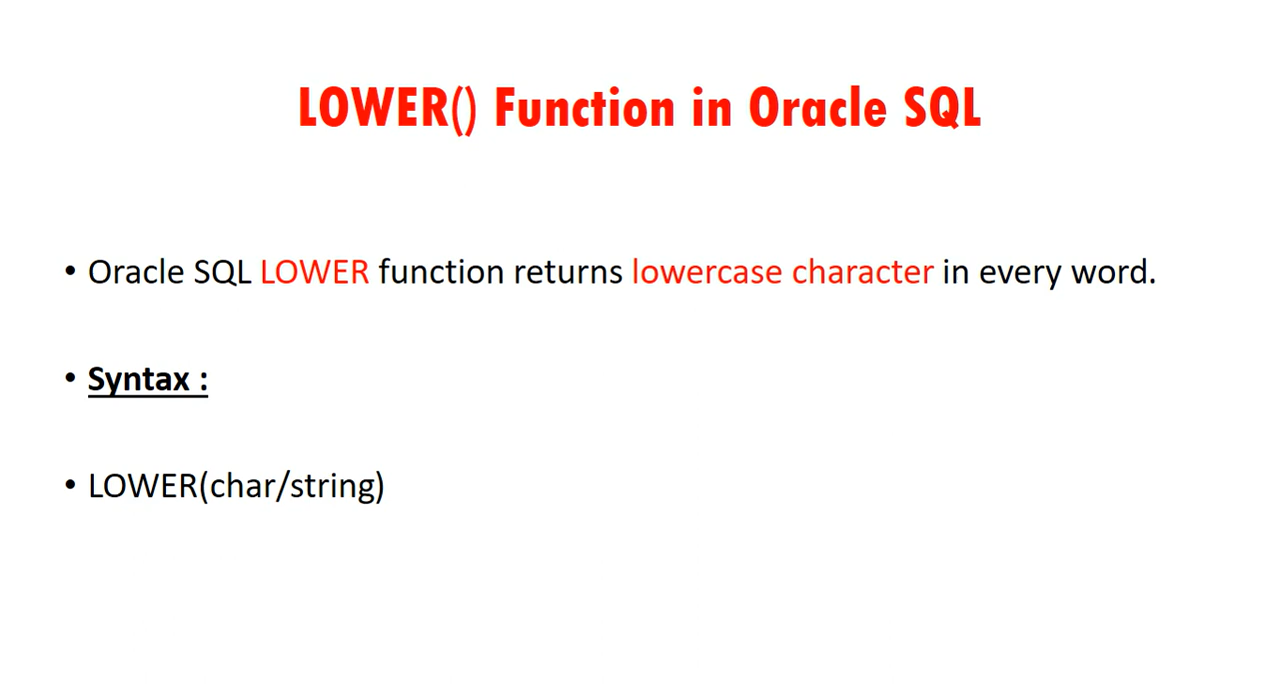 LOWER() Function in Oracle SQL
• Oracle SQL LOWER function returns lowercase character in every word.
• Syntax :
• LOWER(char/string)